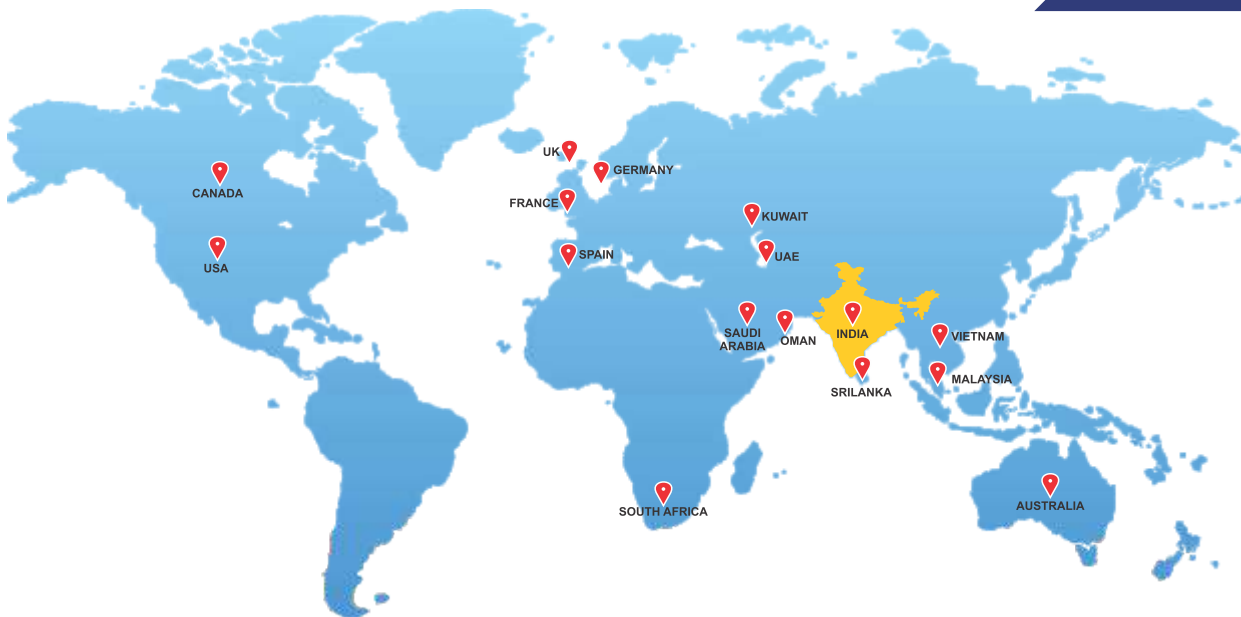 UK
GERMANY
CANADA
FRANCE
KUWAIT
USA
SPAIN
UAE
SAUDI
ARABIA
OMAN
INDIA
VIETNAM
MALAYSIA
SRILANKA
SOUTH AFRICA
AUSTRALIA